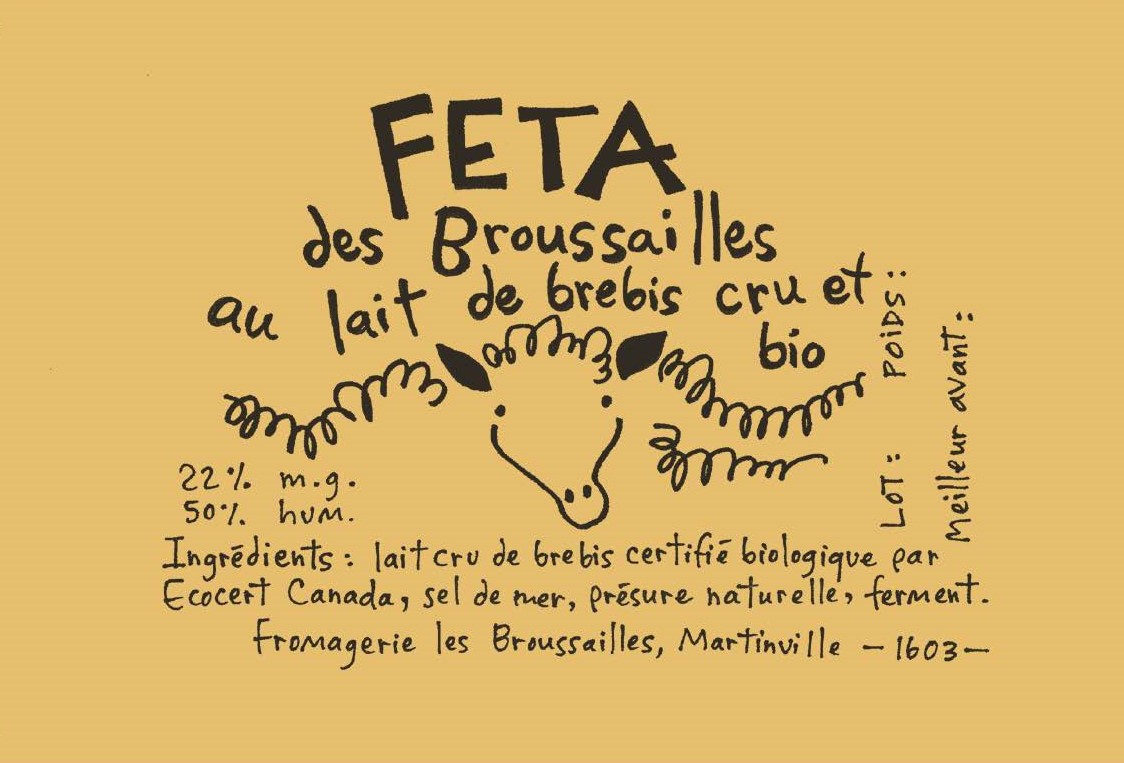 FETA
des Broussailles
au lait de brebis cru et
bio
POIDS:
LOT:
Meilleur avant:
22% m.g.
50% hum.
Ingrédients: lait cru de brebis certifié biologique par
Ecocert Canada, sel de mer, présure naturelle, ferment.
Fromagerie les Broussailles, Martinville - 1603 -